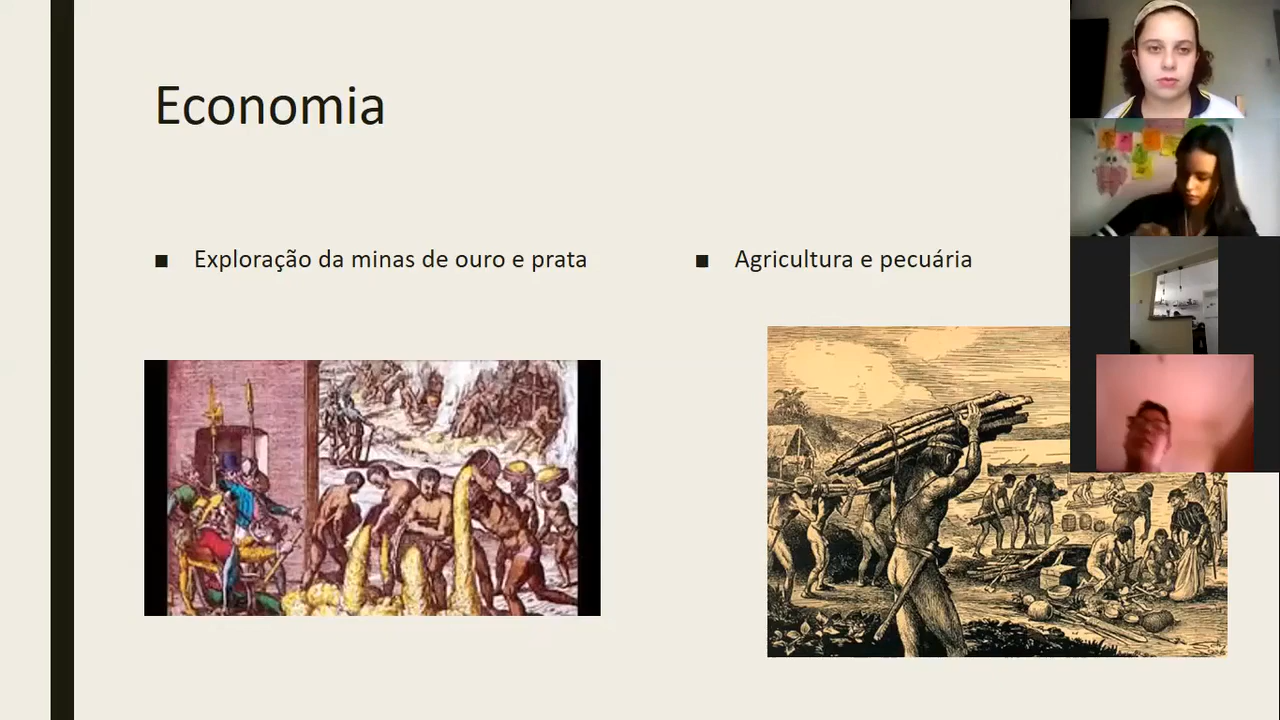 Economia
Exploração da minas de ouro e prata
Agricultura e pecuária